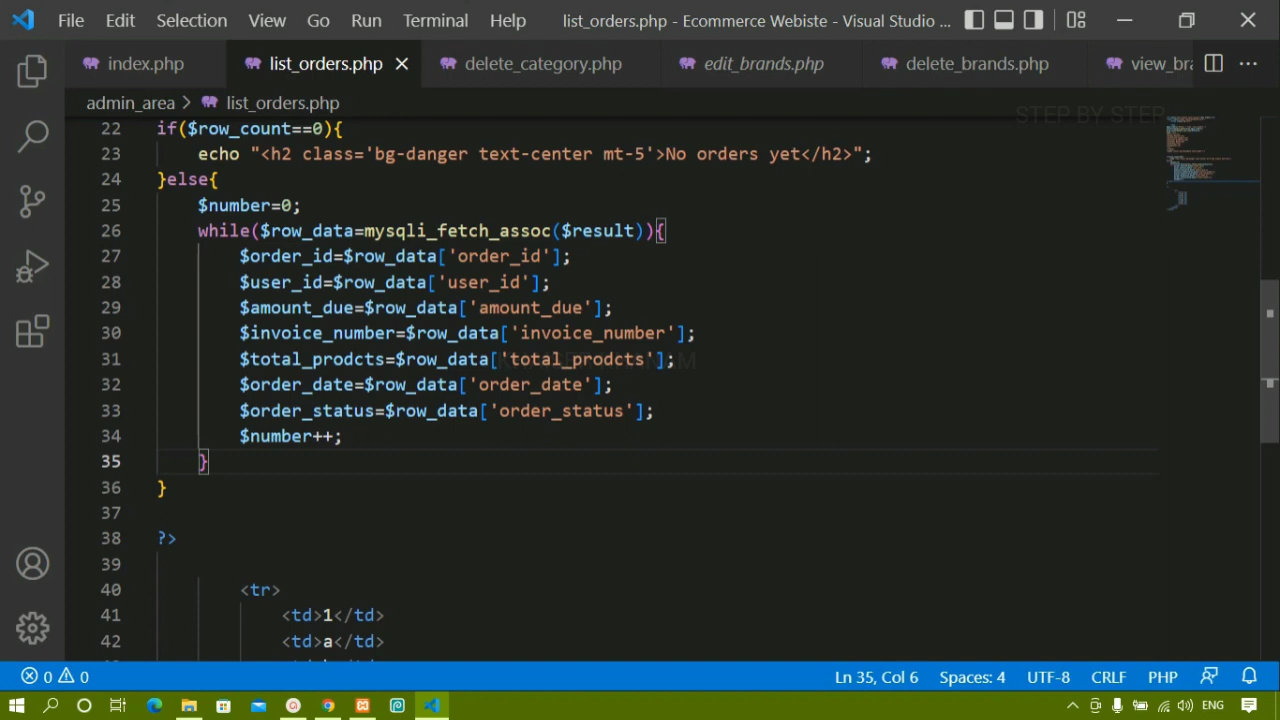 File Edit Selection View Go Run Terminal Help list_orders.php - Ecommerce Webiste - Visual Studio ...
index.php list_orders.php delete_category.php edit_brands.php delete_brands.php view_bra
admin_area > list_orders.php
STEP BY STEP
22 if($row_count==0){
23 echo "<h2 class='bg-danger text-center mt-5'>No orders yet</h2>";
24 }else{
25 $number=0;
26 while($row_data=mysqli_fetch_assoc($result)){
27 $order_id=$row_data['order_id'];
28 $user_id=$row_data['user_id'];
29 $amount_due=$row_data['amount_due'];
30 $invoice_number=$row_data['invoice_number'];
31 $total_prodcts=$row_data['total_prodcts'];
32 $order_date=$row_data['order_date'];
33 $order_status=$row_data['order_status'];
34 $number++;
35 }
36 }
37
38 ?>
39
40 <tr>
41 <td>1</td>
42 <td>a</td>
0 0 Ln 35, Col 6 Spaces: 4 UTF-8 CRLF PHP
ENG